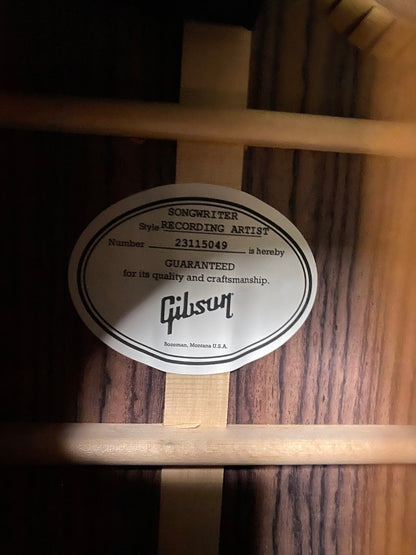 SONGWRITER
Style RECORDING ARTIST
Number 23115049 is hereby
GUARANTEED
for its quality and craftsmanship.
Gibson
Bozeman, Montana U.S.A.